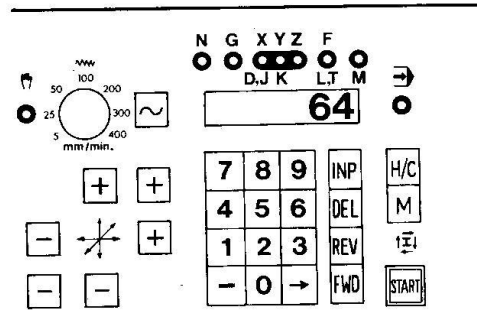 N G X Y Z F
D,J K L,T M
64
50 100 200
25 300
5 400
mm/min.
+ +
- +
- -
7 8 9 INP
4 5 6 DEL
1 2 3 REV
- 0 → FWD
H/C
M
START